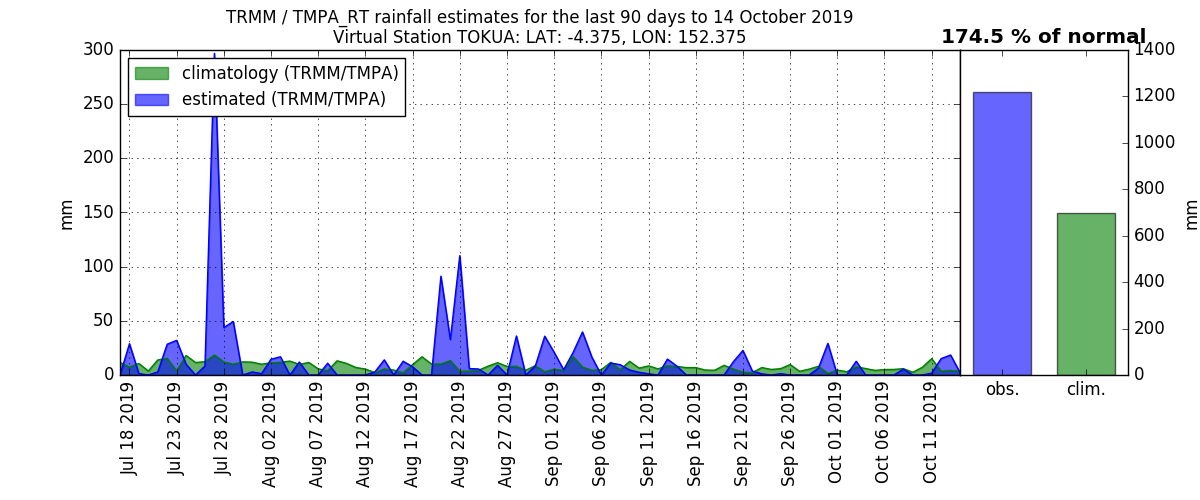 TRMM / TMPA_RT rainfall estimates for the last 90 days to 14 October 2019
Virtual Station TOKUA: LAT: -4.375, LON: 152.375
174.5 % of normal
climatology (TRMM/TMPA)
estimated (TRMM/TMPA)
300
250
200
150
100
50
0
mm
Jul 18 2019
Jul 23 2019
Jul 28 2019
Aug 02 2019
Aug 07 2019
Aug 12 2019
Aug 17 2019
Aug 22 2019
Aug 27 2019
Sep 01 2019
Sep 06 2019
Sep 11 2019
Sep 16 2019
Sep 21 2019
Sep 26 2019
Oct 01 2019
Oct 06 2019
Oct 11 2019
1400
1200
1000
800
600
400
200
0
mm
obs.
clim.